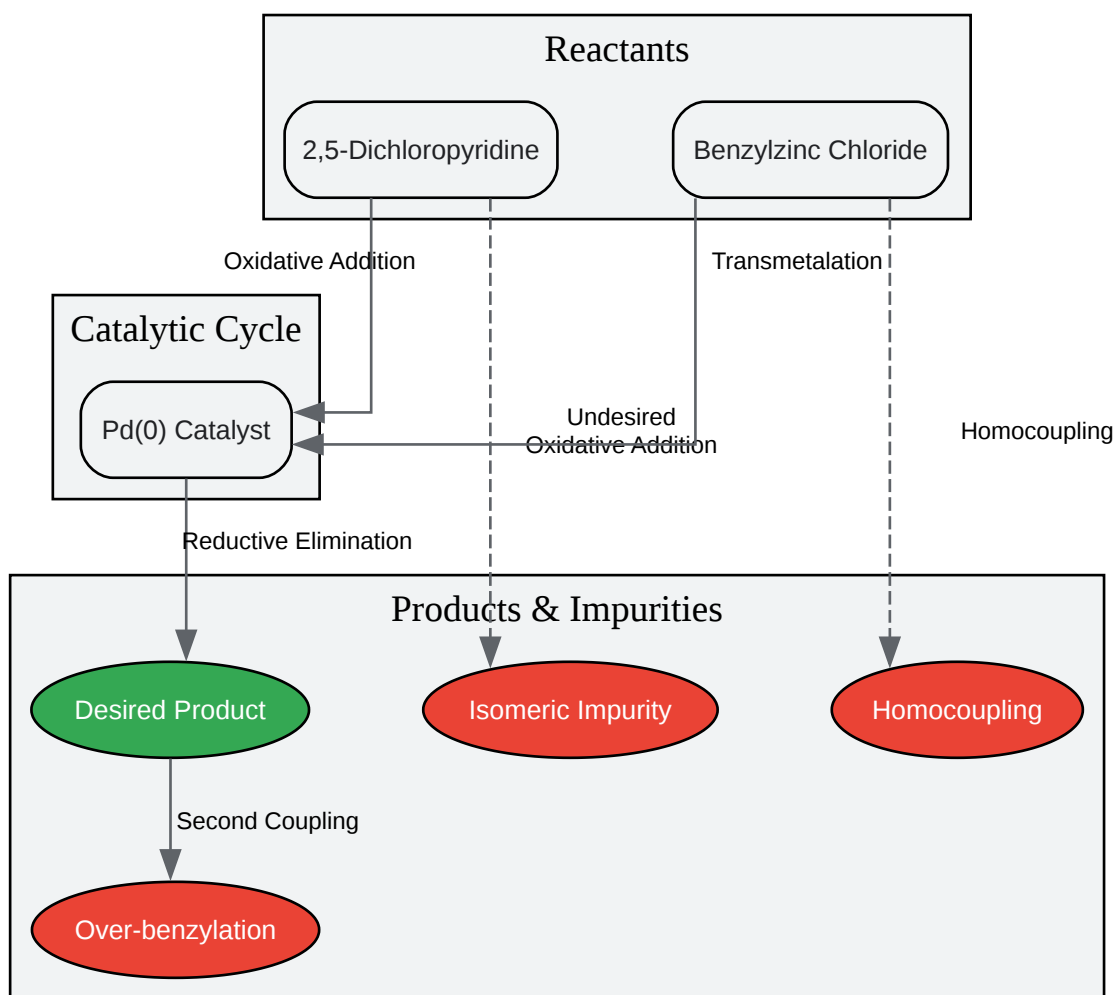 Reactants
2,5-Dichloropyridine
Benzylzinc Chloride
Oxidative Addition
Transmetalation
Catalytic Cycle
Pd(0) Catalyst
Undesired
Oxidative Addition
Homocoupling
Reductive Elimination
Products & Impurities
Desired Product
Isomeric Impurity
Homocoupling
Second Coupling
Over-benzylation